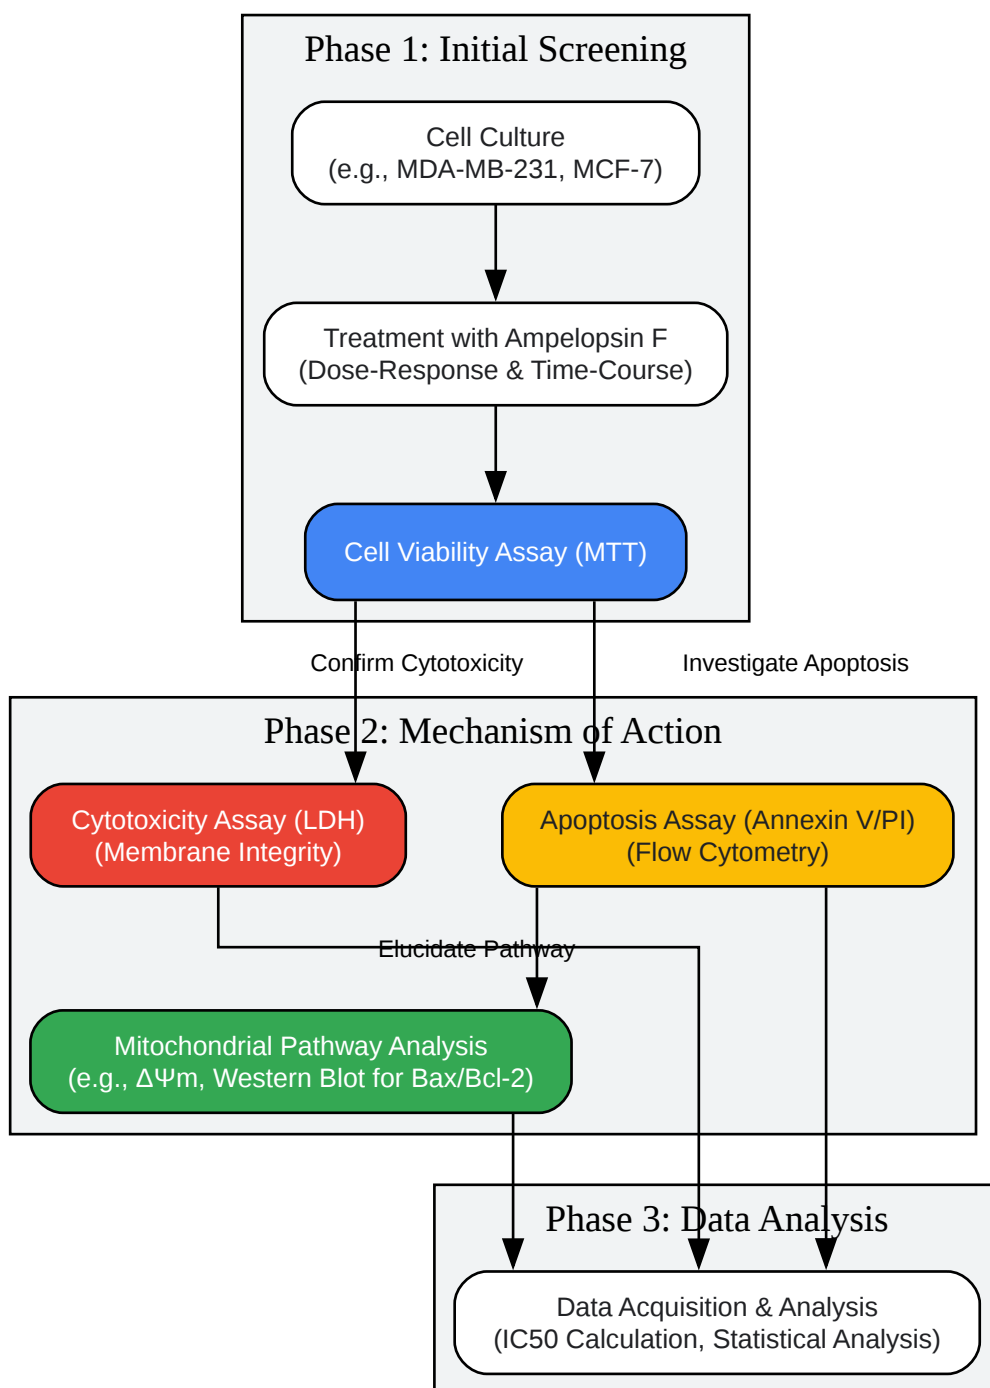 Phase 1: Initial Screening
Cell Culture
(e.g., MDA-MB-231, MCF-7)
Treatment with Ampelopsin F
(Dose-Response & Time-Course)
Cell Viability Assay (MTT)
Confirm Cytotoxicity
Investigate Apoptosis
Phase 2: Mechanism of Action
Cytotoxicity Assay (LDH)
(Membrane Integrity)
Apoptosis Assay (Annexin V/PI)
(Flow Cytometry)
Elucidate Pathway
Mitochondrial Pathway Analysis
(e.g., ΔΨm, Western Blot for Bax/Bcl-2)
Phase 3: Data Analysis
Data Acquisition & Analysis
(IC50 Calculation, Statistical Analysis)